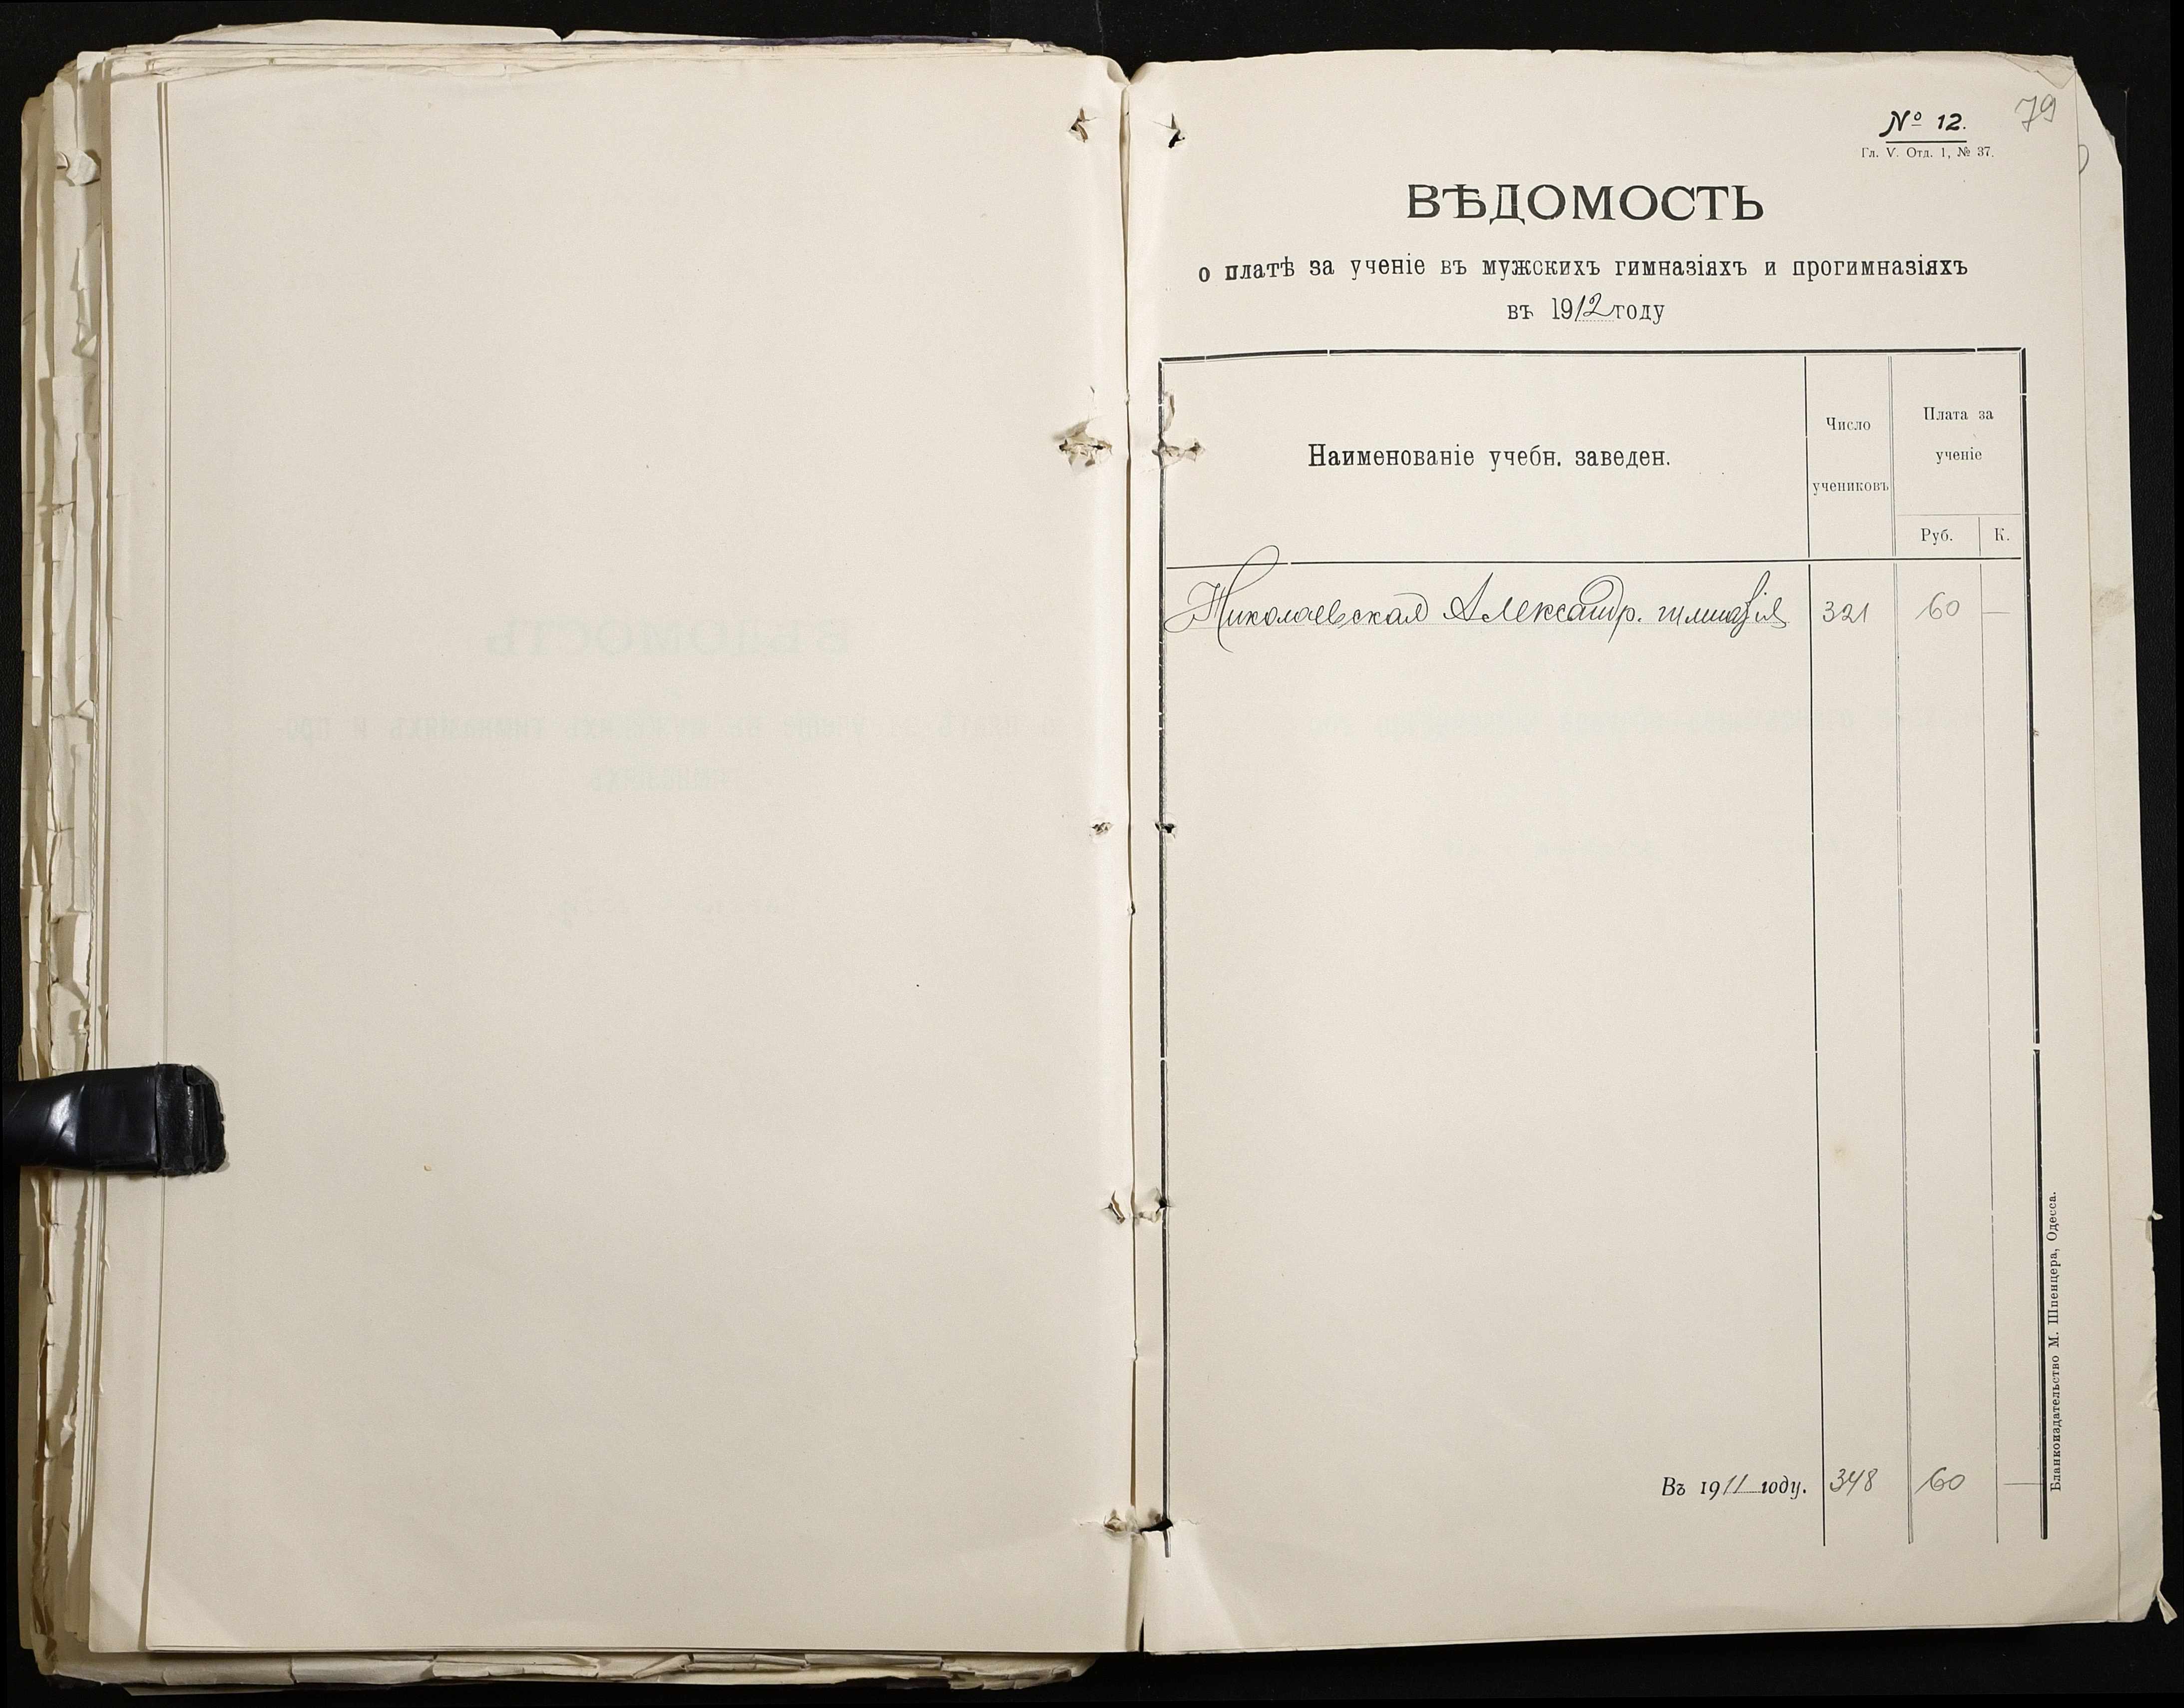 79
№ 12.
Гл. V. Отд. 1, № 37.
ВѢДОМОСТЬ
о платѣ за ученіе въ мужскихъ гимназіяхъ и прогимназіяхъ
въ 1912 году
Наименованіе учебн. заведен.
Число
учениковъ
Плата за
ученіе
Руб. К.
Николаевская Александр. гимназія 321 60 —
Въ 1911 году. 348 60 —
Бланкоиздательство М. Шпенцера, Одесса.